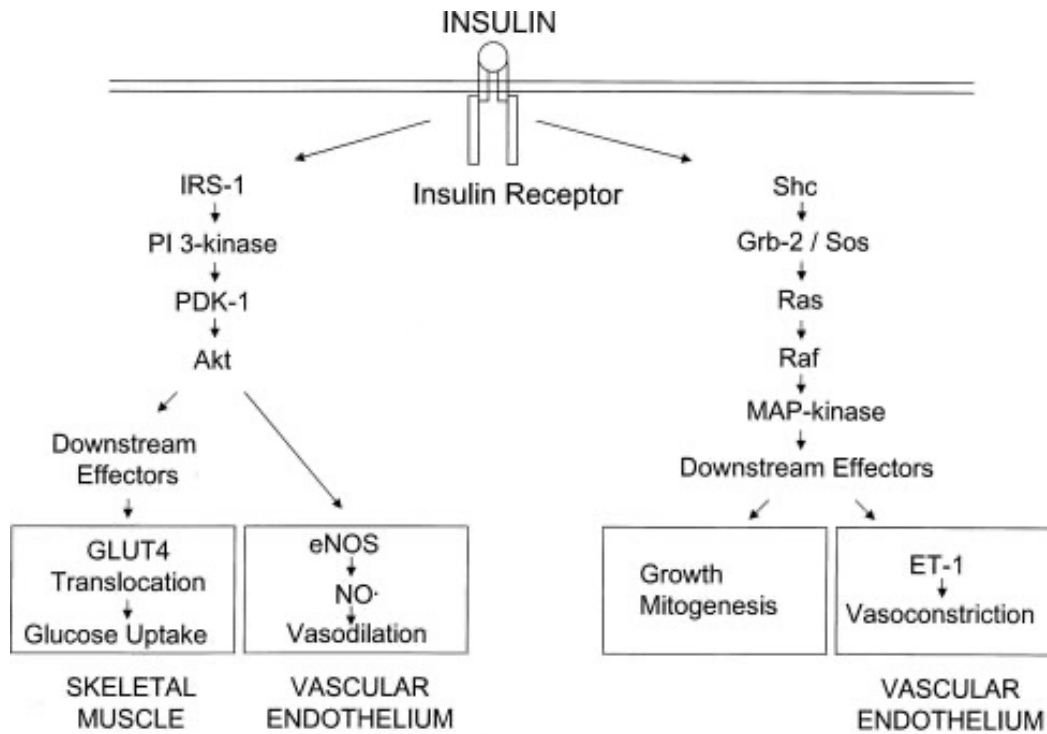 INSULIN
Insulin Receptor
IRS-1
PI 3-kinase
PDK-1
Akt
Downstream
Effectors
GLUT4
Translocation
Glucose Uptake
SKELETAL
MUSCLE
eNOS
NO·
Vasodilation
VASCULAR
ENDOTHELIUM
Shc
Grb-2 / Sos
Ras
Raf
MAP-kinase
Downstream Effectors
Growth
Mitogenesis
ET-1
Vasoconstriction
VASCULAR
ENDOTHELIUM